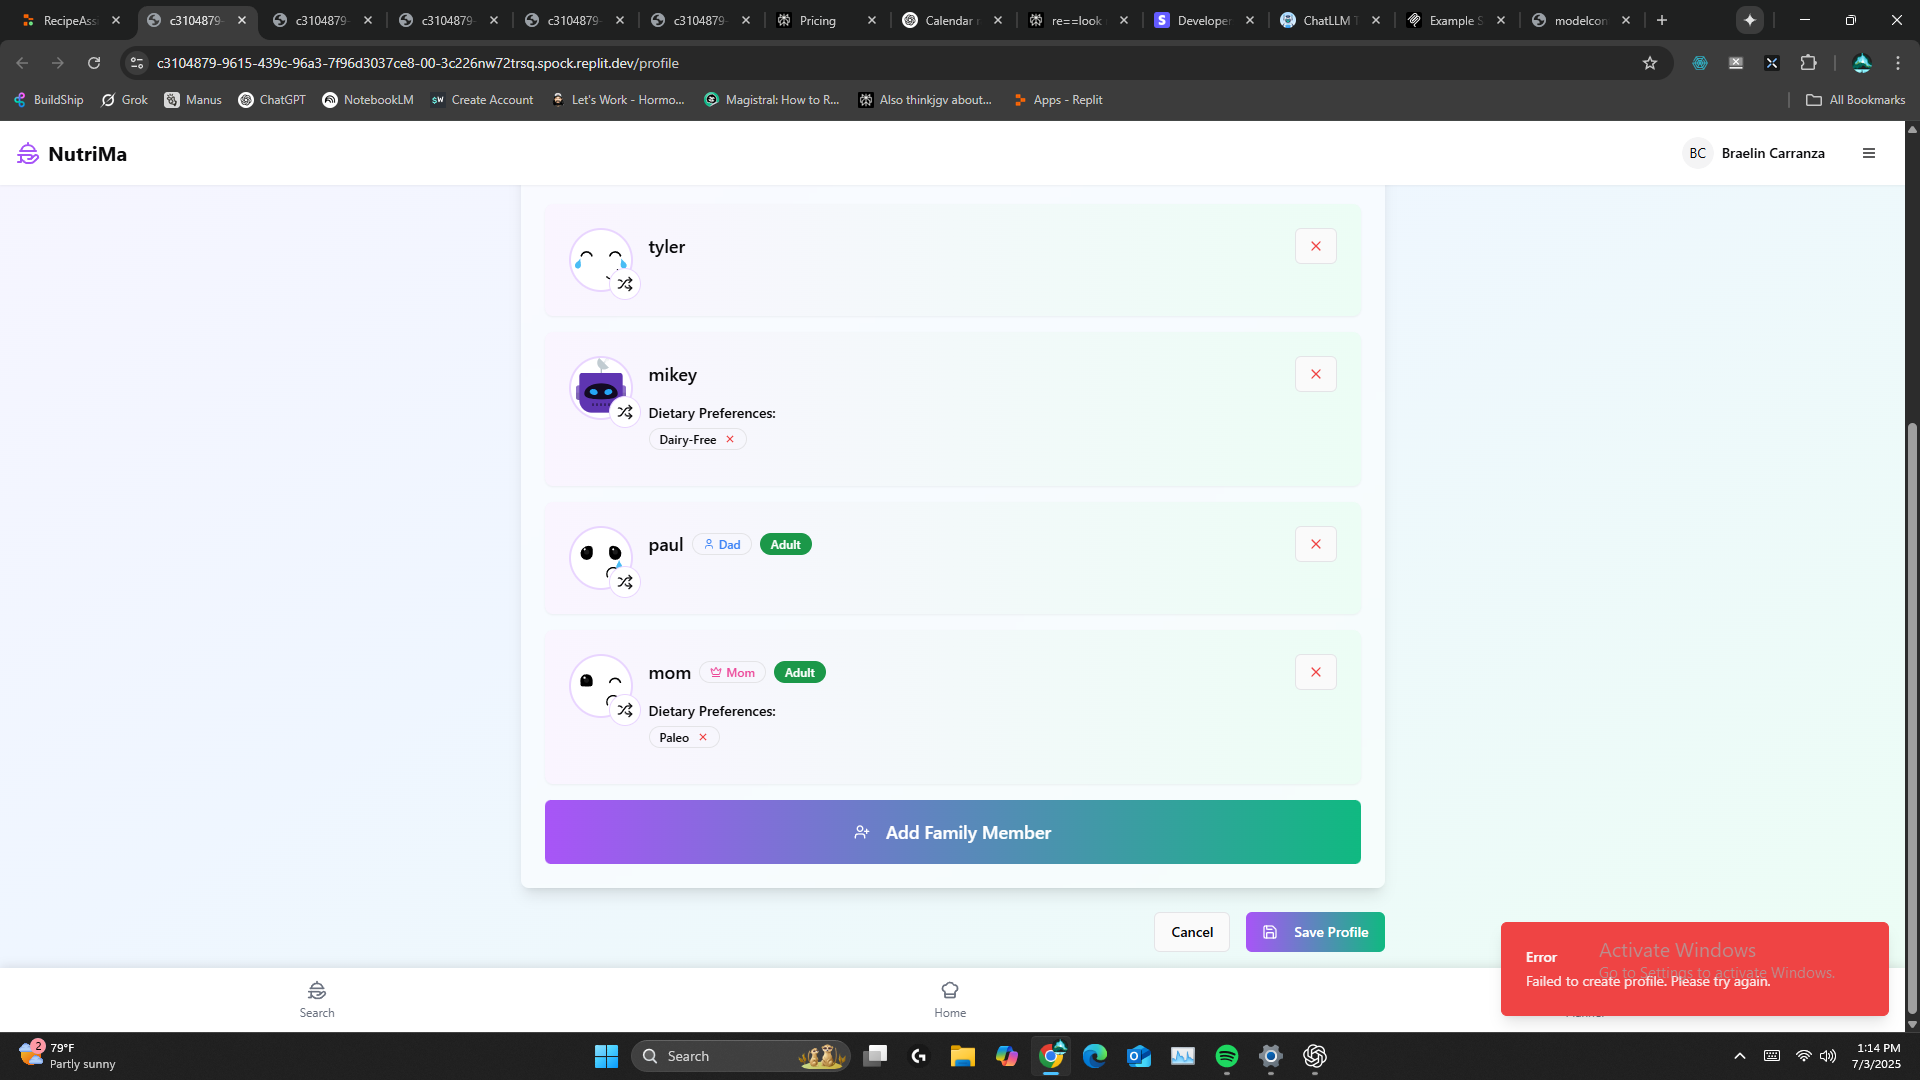 RecipeAssi
c3104879-
c3104879-
c3104879-
c3104879-
c3104879-
Pricing
Calendar
re==look
Developer
ChatLLM
Example S
modelcon
c3104879-9615-439c-96a3-7f96d3037ce8-00-3c226nw72trsq.spock.replit.dev/profile
BuildShip
Grok
Manus
ChatGPT
NotebookLM
Create Account
Let's Work - Hormo...
Magistral: How to R...
Also thinkjgv about...
Apps - Replit
All Bookmarks
NutriMa
BC
Braelin Carranza
tyler
mikey
Dietary Preferences:
Dairy-Free
paul
Dad
Adult
mom
Mom
Adult
Dietary Preferences:
Paleo
Add Family Member
Cancel
Save Profile
Error
Failed to create profile. Please try again.
Activate Windows
Go to Settings to activate Windows.
Search
Home
2
79°F
Partly sunny
Search
1:14 PM
7/3/2025